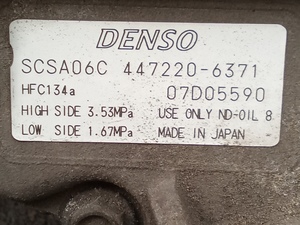 DENSO
SCSA06C 447220-6371
HFC134a 07D05590
HIGH SIDE 3.53MPa USE ONLY ND-OIL 8
LOW SIDE 1.67MPa MADE IN JAPAN